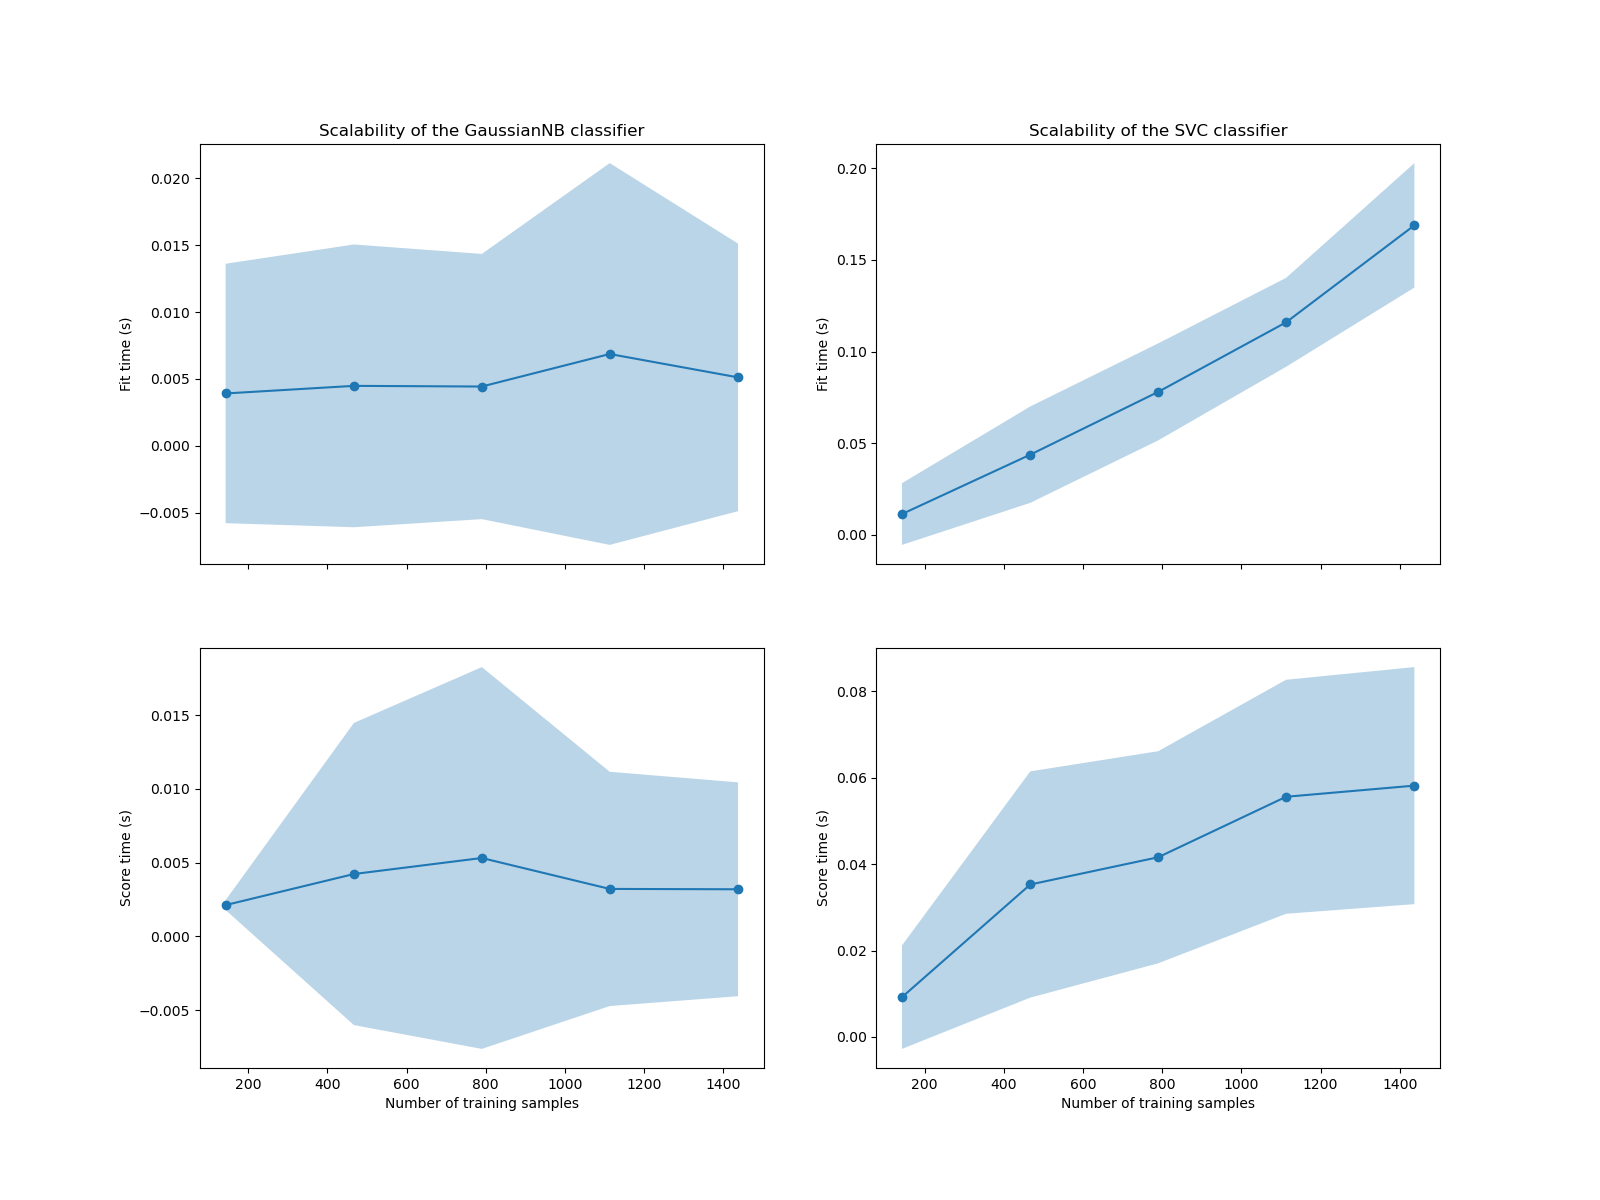 Scalability of the GaussianNB classifier
Fit time (s)
0.020
0.015
0.010
0.005
0.000
−0.005
Scalability of the SVC classifier
Fit time (s)
0.20
0.15
0.10
0.05
0.00
Score time (s)
0.015
0.010
0.005
0.000
−0.005
200 400 600 800 1000 1200 1400
Number of training samples
Score time (s)
0.08
0.06
0.04
0.02
0.00
200 400 600 800 1000 1200 1400
Number of training samples